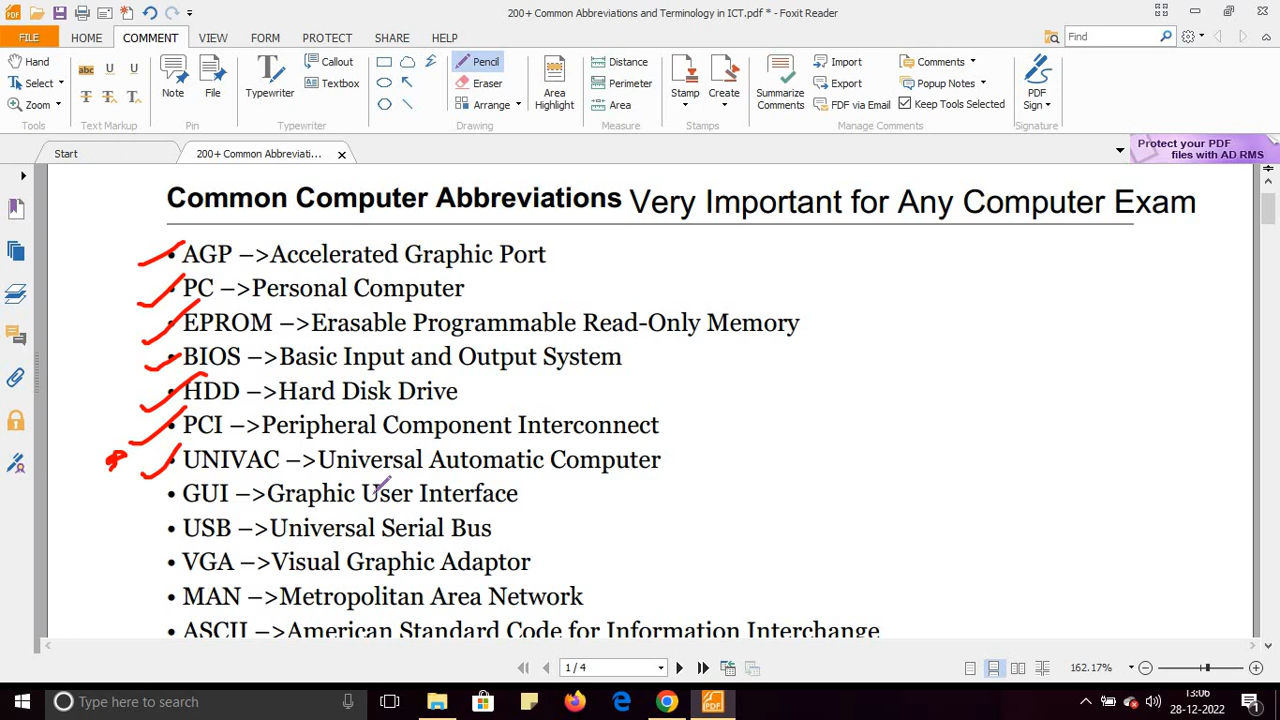 200+ Common Abbreviations and Terminology in ICT.pdf * - Foxit Reader
FILE HOME COMMENT VIEW FORM PROTECT SHARE HELP
Find
Hand
Select
Zoom
Tools
abc U U
T T T
Text Markup
Note
File
Pin
Typewriter
Callout
Textbox
Typewriter
Pencil
Eraser
Arrange
Drawing
Area Highlight
Distance
Perimeter
Area
Measure
Stamp
Create
Stamps
Summarize Comments
Import
Export
FDF via Email
Comments
Popup Notes
Keep Tools Selected
Manage Comments
PDF Sign
Signature
Start
200+ Common Abbreviati...
Protect your PDF
files with AD RMS
Common Computer Abbreviations Very Important for Any Computer Exam
• AGP –>Accelerated Graphic Port
• PC –>Personal Computer
• EPROM –>Erasable Programmable Read-Only Memory
• BIOS –>Basic Input and Output System
• HDD –>Hard Disk Drive
• PCI –>Peripheral Component Interconnect
• UNIVAC –>Universal Automatic Computer
• GUI –>Graphic User Interface
• USB –>Universal Serial Bus
• VGA –>Visual Graphic Adaptor
• MAN –>Metropolitan Area Network
• ASCII –>American Standard Code for Information Interchange
1 / 4
162.17%
Type here to search
13:06
28-12-2022